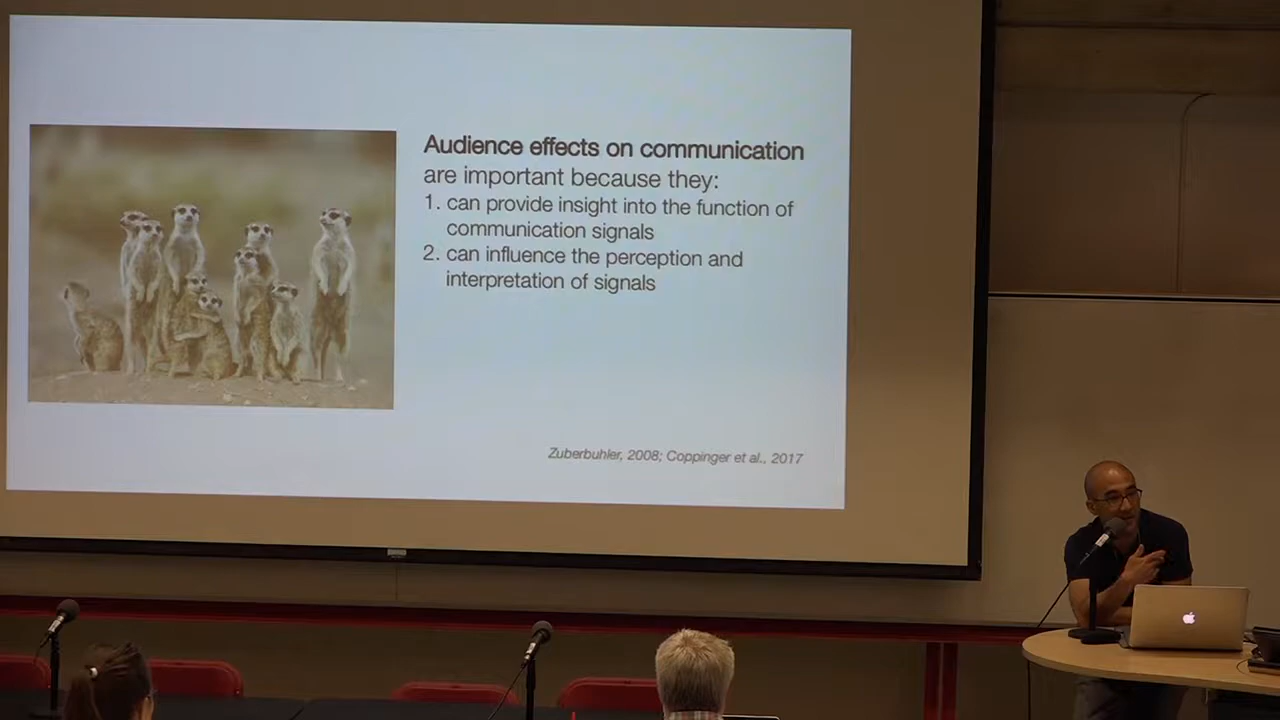 Audience effects on communication
are important because they:
1. can provide insight into the function of
communication signals
2. can influence the perception and
interpretation of signals
Zuberbuhler, 2008; Coppinger et al., 2017